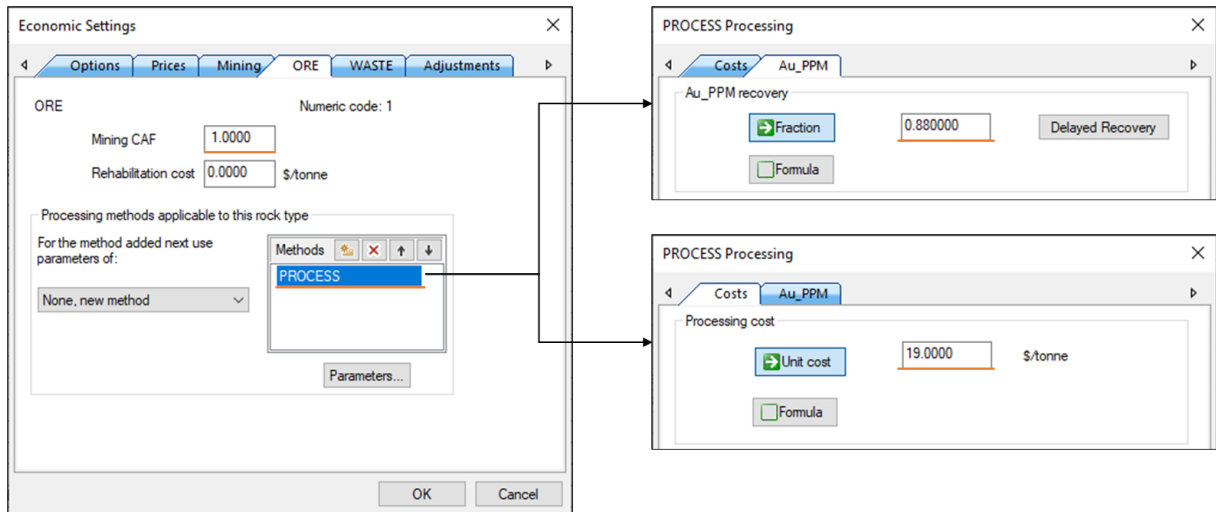 Economic Settings
Options Prices Mining ORE WASTE Adjustments
ORE Numeric code: 1
Mining CAF 1.0000
Rehabilitation cost 0.0000 $/tonne
Processing methods applicable to this rock type
For the method added next use
parameters of:
None, new method
Methods
PROCESS
Parameters...
OK Cancel
PROCESS Processing
Costs Au_PPM
Au_PPM recovery
Fraction 0.880000 Delayed Recovery
Formula
PROCESS Processing
Costs Au_PPM
Processing cost
Unit cost 19.0000 $/tonne
Formula